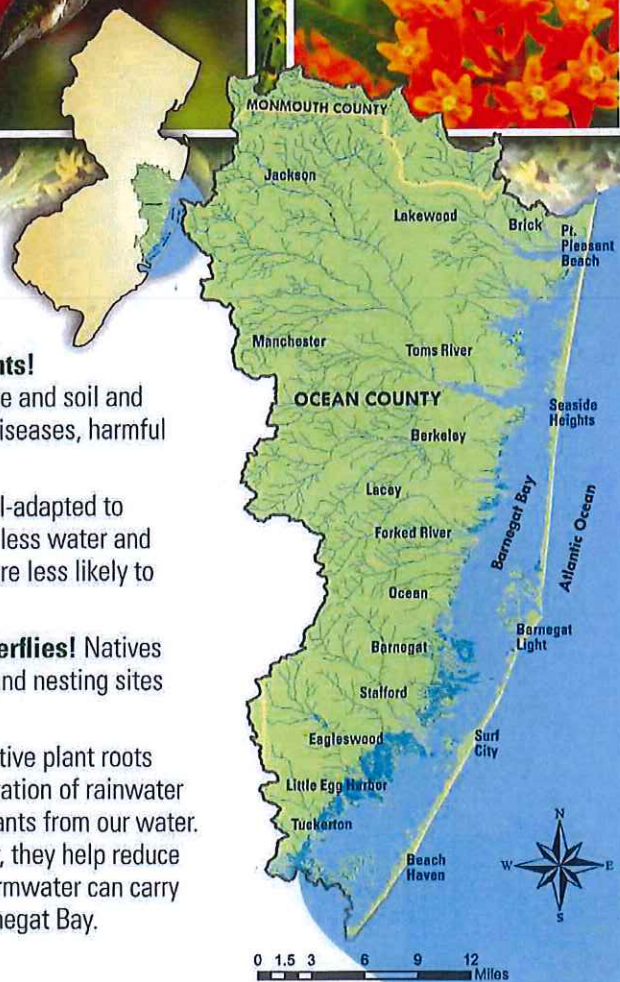 MONMOUTH COUNTY
Jackson
Lakewood
Brick
Pt.
Pleasant
Beach
Manchester
Toms River
OCEAN COUNTY
Seaside
Heights
Berkeley
Lacey
Forked River
Barnegat Bay
Atlantic Ocean
Ocean
Barnegat
Light
Barnegat
Stafford
Eagleswood
Surf
City
Little Egg Harbor
Tuckerton
Beach
Haven
N
W
E
S
0 1.5 3 6 9 12
Miles
nts!
e and soil and
iseases, harmful
l-adapted to
less water and
re less likely to
erflies! Natives
nd nesting sites
tive plant roots
ration of rainwater
ants from our water.
, they help reduce
rmwater can carry
negat Bay.